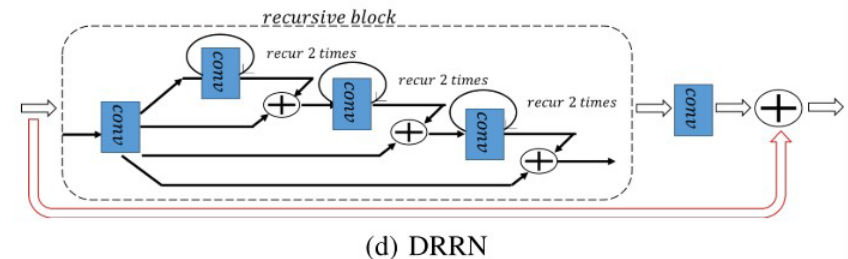 recursive block
conv
recur 2 times
conv
recur 2 times
conv
recur 2 times
conv
conv
(d) DRRN